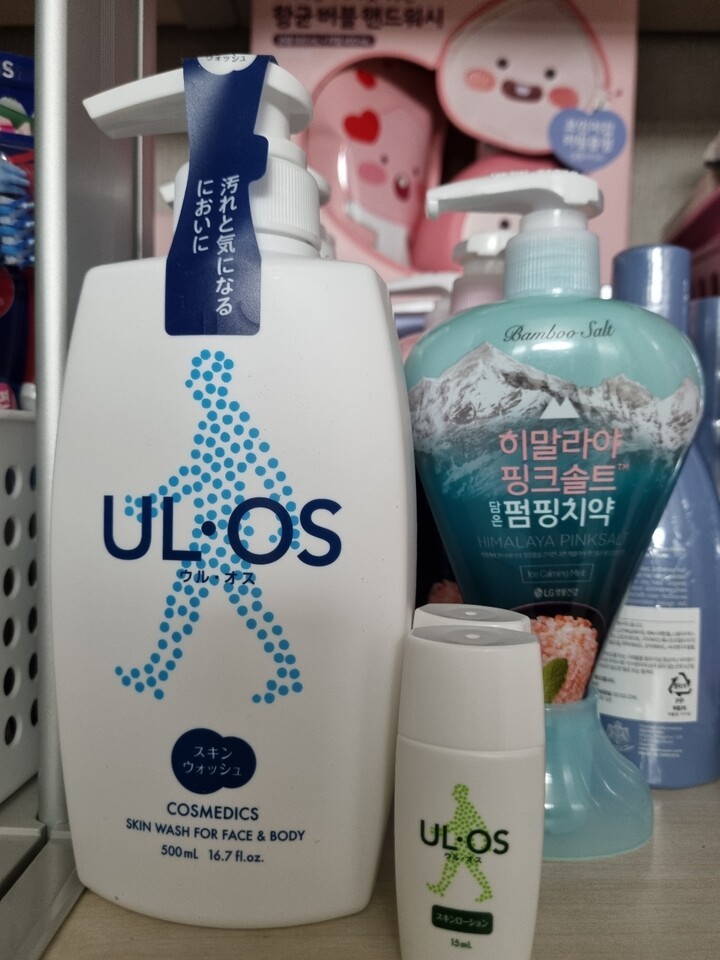 항균 버블 핸드워시
ウォッシュ
汚れと気になる
においに
UL·OS
ウル・オス
スキン
ウォッシュ
COSMEDICS
SKIN WASH FOR FACE & BODY
500mL 16.7 fl.oz.
Bamboo Salt
히말라야
핑크솔트™
담은 펌핑치약
HIMALAYA PINKSALT
Ice Calming Mint
LG 생활건강
UL·OS
ウル・オス
スキンローション
15mL